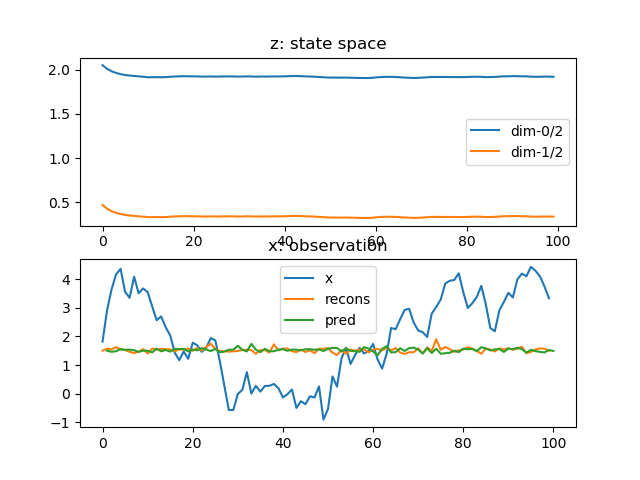 z: state space
2.0
1.5
1.0
0.5
dim-0/2
dim-1/2
0 20 40 60 80 100
x: observation
4
3
2
1
0
−1
x
recons
pred
0 20 40 60 80 100